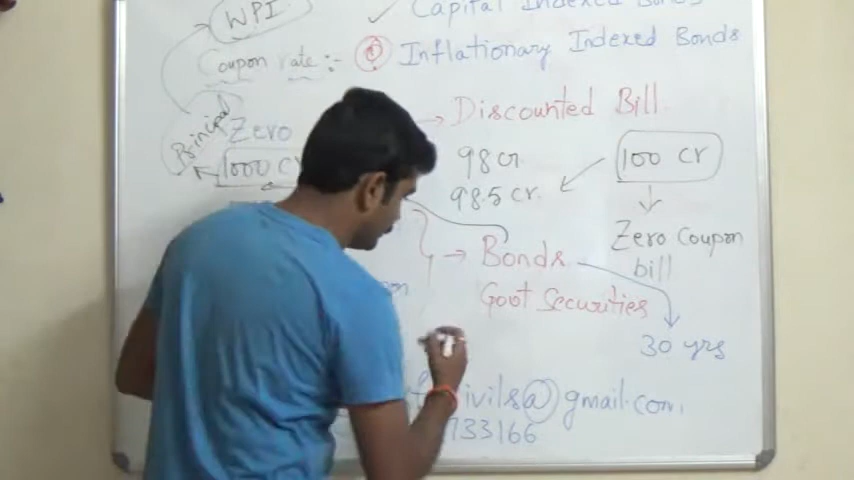 WPI
Capital Indexed Bonds
Coupon rate :- Inflationary Indexed Bonds
Principal
Zero
→ Discounted Bill
1000 Cr
98 Cr
100 Cr
98.5 Cr.
Zero Coupon
bill
→ Bonds
Govt Securities
30 yrs
ivils@gmail.com
733166